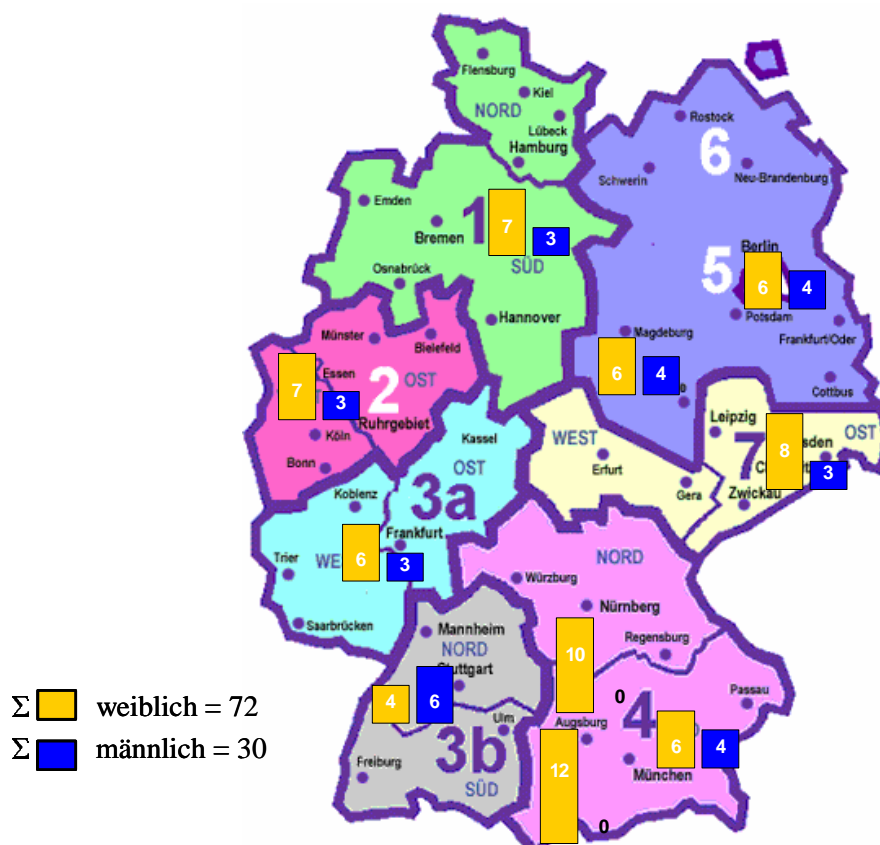 Flensburg
Kiel
NORD
Lübeck
Hamburg
Rostock
6
Schwerin
Neu-Brandenburg
Emden
1
7
3
Bremen
SÜD
Osnabrück
Hannover
Berlin
5
6
4
Potsdam
Frankfurt/Oder
Magdeburg
6
4
Cottbus
Münster
Bielefeld
Essen
7
3
2
OST
Ruhrgebiet
Köln
Bonn
Kassel
OST
3a
WEST
Erfurt
Gera
Leipzig
7
8
sden
OST
3
Zwickau
Koblenz
Frankfurt
Trier
WE
6
3
Saarbrücken
NORD
Würzburg
Nürnberg
Regensburg
10
0
Mannheim
NORD
tuttgart
4
6
Ulm
3b
Freiburg
SÜD
Passau
4
Augsburg
6
4
München
12
0
Σ weiblich = 72
Σ männlich = 30